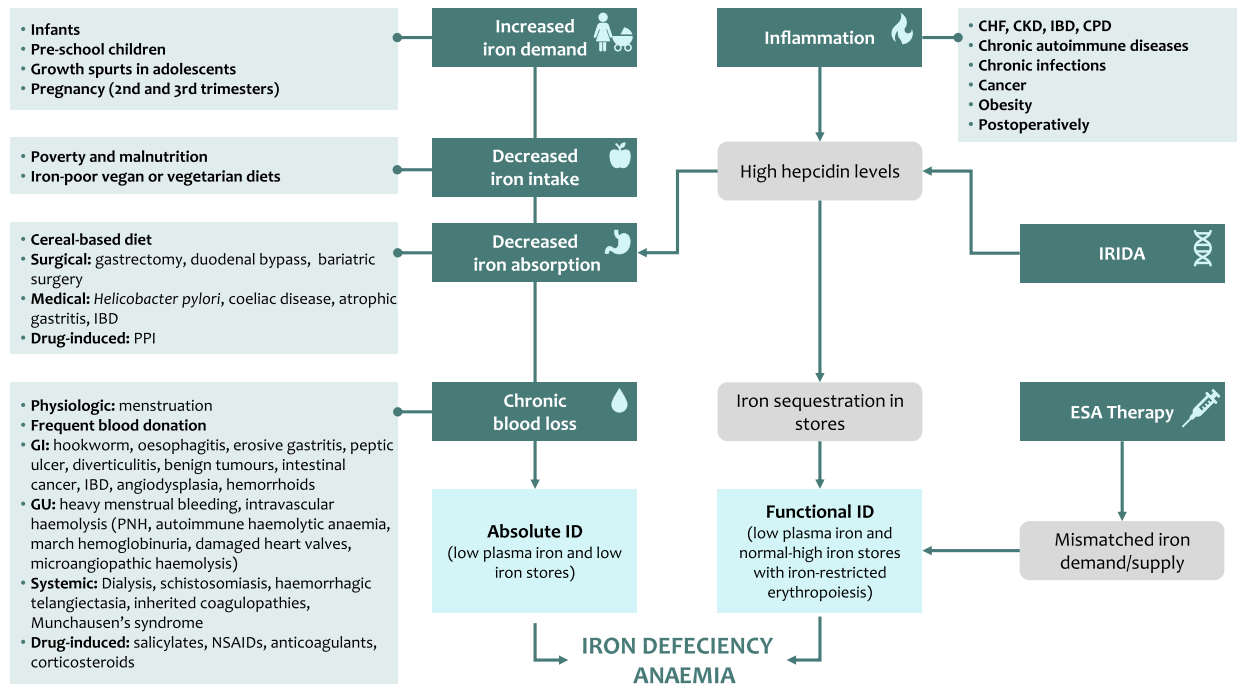 • Infants
• Pre-school children
• Growth spurts in adolescents
• Pregnancy (2nd and 3rd trimesters)
Increased
iron demand
Inflammation
• CHF, CKD, IBD, CPD
• Chronic autoimmune diseases
• Chronic infections
• Cancer
• Obesity
• Postoperatively
• Poverty and malnutrition
• Iron-poor vegan or vegetarian diets
Decreased
iron intake
High hepcidin levels
• Cereal-based diet
• Surgical: gastrectomy, duodenal bypass, bariatric
surgery
• Medical: Helicobacter pylori, coeliac disease, atrophic
gastritis, IBD
• Drug-induced: PPI
Decreased
iron absorption
IRIDA
• Physiologic: menstruation
• Frequent blood donation
• GI: hookworm, oesophagitis, erosive gastritis, peptic
ulcer, diverticulitis, benign tumours, intestinal
cancer, IBD, angiodysplasia, hemorrhoids
• GU: heavy menstrual bleeding, intravascular
haemolysis (PNH, autoimmune haemolytic anaemia,
march hemoglobinuria, damaged heart valves,
microangiopathic haemolysis)
• Systemic: Dialysis, schistosomiasis, haemorrhagic
telangiectasia, inherited coagulopathies,
Munchausen's syndrome
• Drug-induced: salicylates, NSAIDs, anticoagulants,
corticosteroids
Chronic
blood loss
Iron sequestration in
stores
ESA Therapy
Absolute ID
(low plasma iron and low
iron stores)
Functional ID
(low plasma iron and
normal-high iron stores
with iron-restricted
erythropoiesis)
Mismatched iron
demand/supply
IRON DEFECIENCY
ANAEMIA